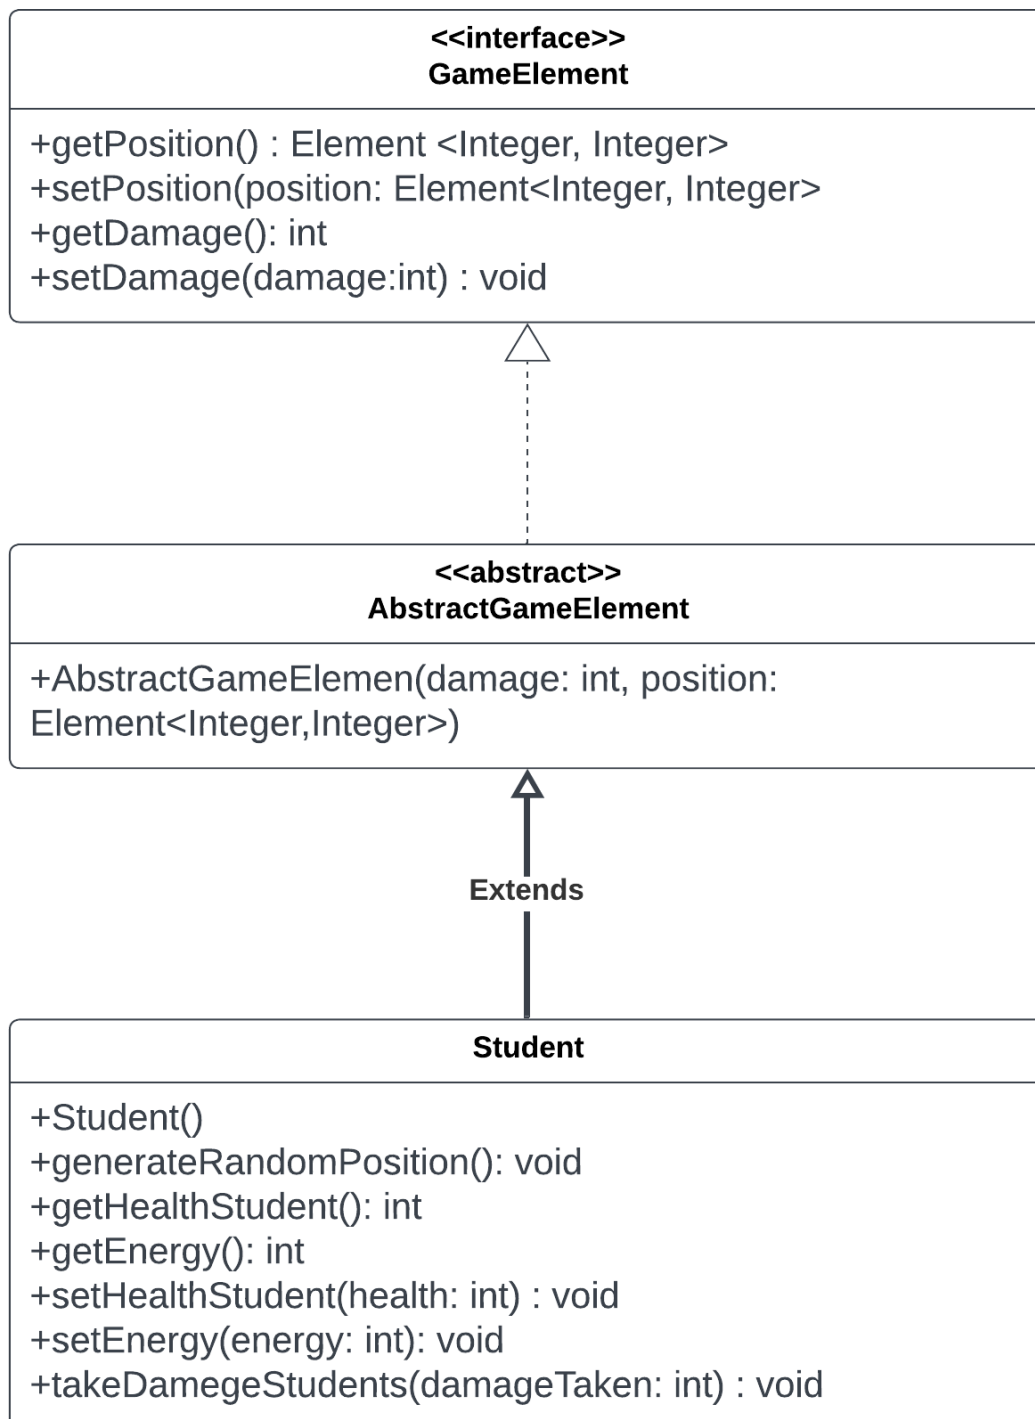 <<interface>>
GameElement
+getPosition() : Element <Integer, Integer>
+setPosition(position: Element<Integer, Integer>
+getDamage(): int
+setDamage(damage:int) : void
<<abstract>>
AbstractGameElement
+AbstractGameElemen(damage: int, position:
Element<Integer,Integer>)
Extends
Student
+Student()
+generateRandomPosition(): void
+getHealthStudent(): int
+getEnergy(): int
+setHealthStudent(health: int) : void
+setEnergy(energy: int): void
+takeDamegeStudents(damageTaken: int) : void